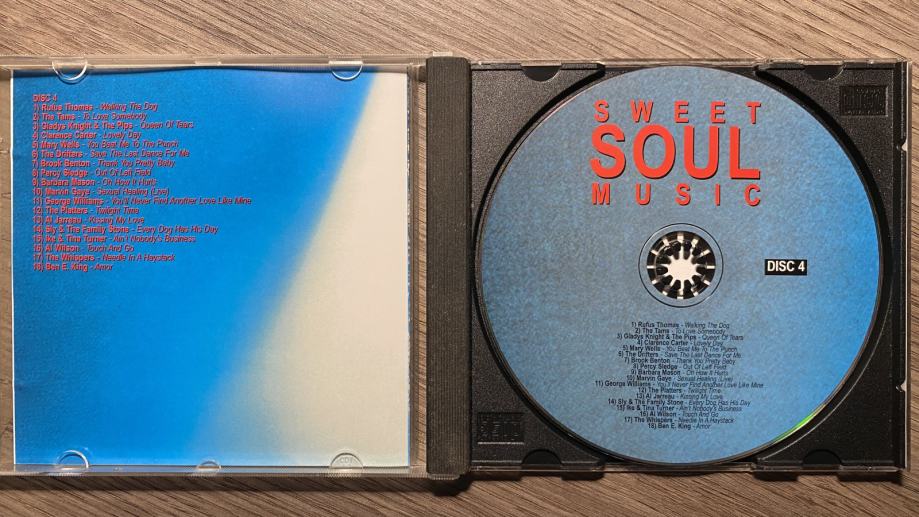 DISC 4
1) Rufus Thomas - Walking The Dog
2) The Tams - To Love Somebody
3) Gladys Knight & The Pips - Queen Of Tears
4) Clarence Carter - Lovely Day
5) Mary Wells - You Beat Me To The Punch
6) The Drifters - Save The Last Dance For Me
7) Brook Benton - Thank You Pretty Baby
8) Percy Sledge - Out Of Left Field
9) Barbara Mason - Oh How It Hurts
10) Marvin Gaye - Sexual Healing (Live)
11) George Williams - You'll Never Find Another Love Like Mine
12) The Platters - Twilight Time
13) Al Jarreau - Kissing My Love
14) Sly & The Family Stone - Every Dog Has His Day
15) Ike & Tina Turner - Ain't Nobody's Business
16) Al Wilson - Touch And Go
17) The Whispers - Needle In A Haystack
18) Ben E. King - Amor
SWEET
SOUL
MUSIC
DISC 4
1) Rufus Thomas - Walking The Dog
2) The Tams - To Love Somebody
3) Gladys Knight & The Pips - Queen Of Tears
4) Clarence Carter - Lovely Day
5) Mary Wells - You Beat Me To The Punch
6) The Drifters - Save The Last Dance For Me
7) Brook Benton - Thank You Pretty Baby
8) Percy Sledge - Out Of Left Field
9) Barbara Mason - Oh How It Hurts
10) Marvin Gaye - Sexual Healing (Live)
11) George Williams - You'll Never Find Another Love Like Mine
12) The Platters - Twilight Time
13) Al Jarreau - Kissing My Love
14) Sly & The Family Stone - Every Dog Has His Day
15) Ike & Tina Turner - Ain't Nobody's Business
16) Al Wilson - Touch And Go
17) The Whispers - Needle In A Haystack
18) Ben E. King - Amor